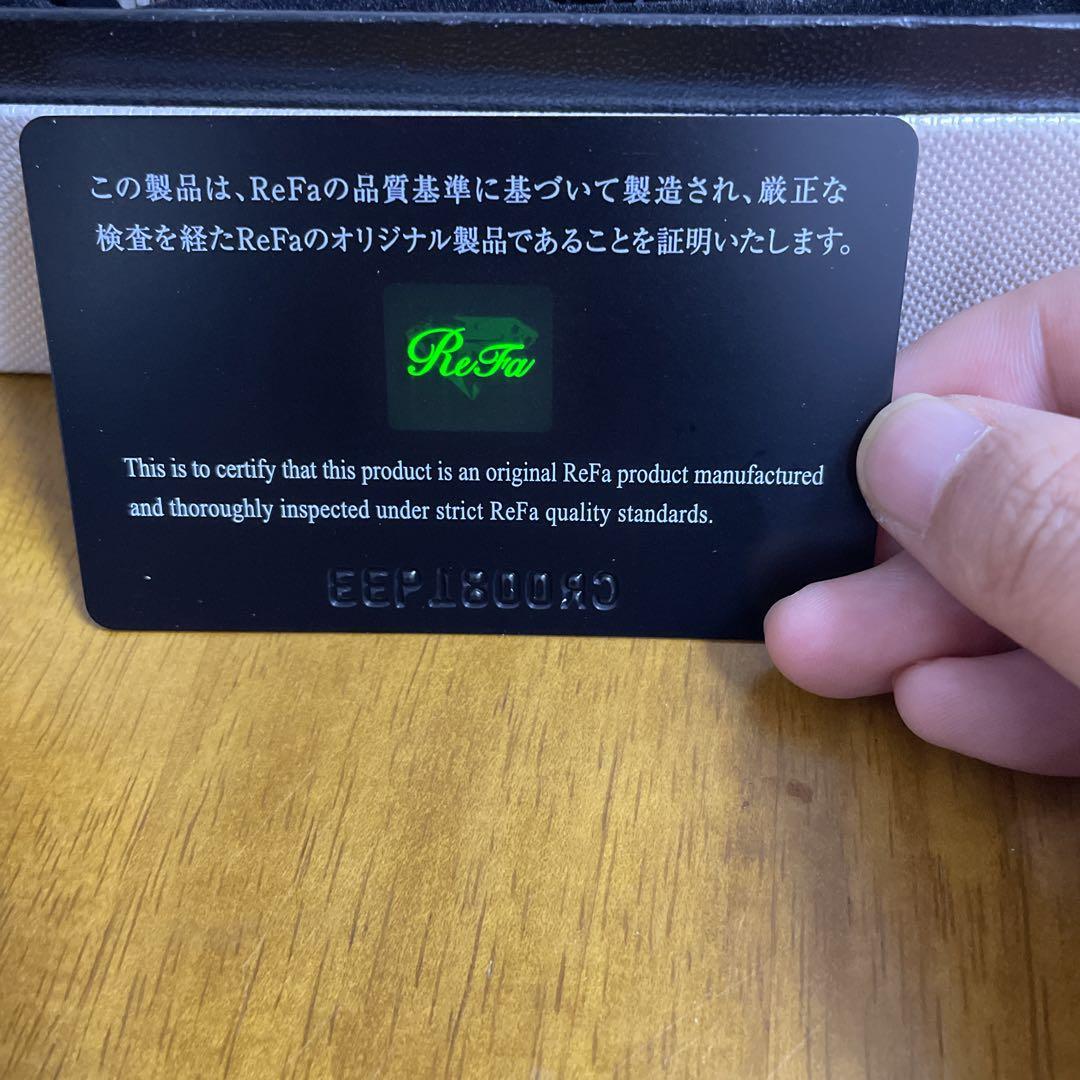 この製品は、ReFaの品質基準に基づいて製造され、厳正な
検査を経たReFaのオリジナル製品であることを証明いたします。
ReFa
This is to certify that this product is an original ReFa product manufactured
and thoroughly inspected under strict ReFa quality standards.